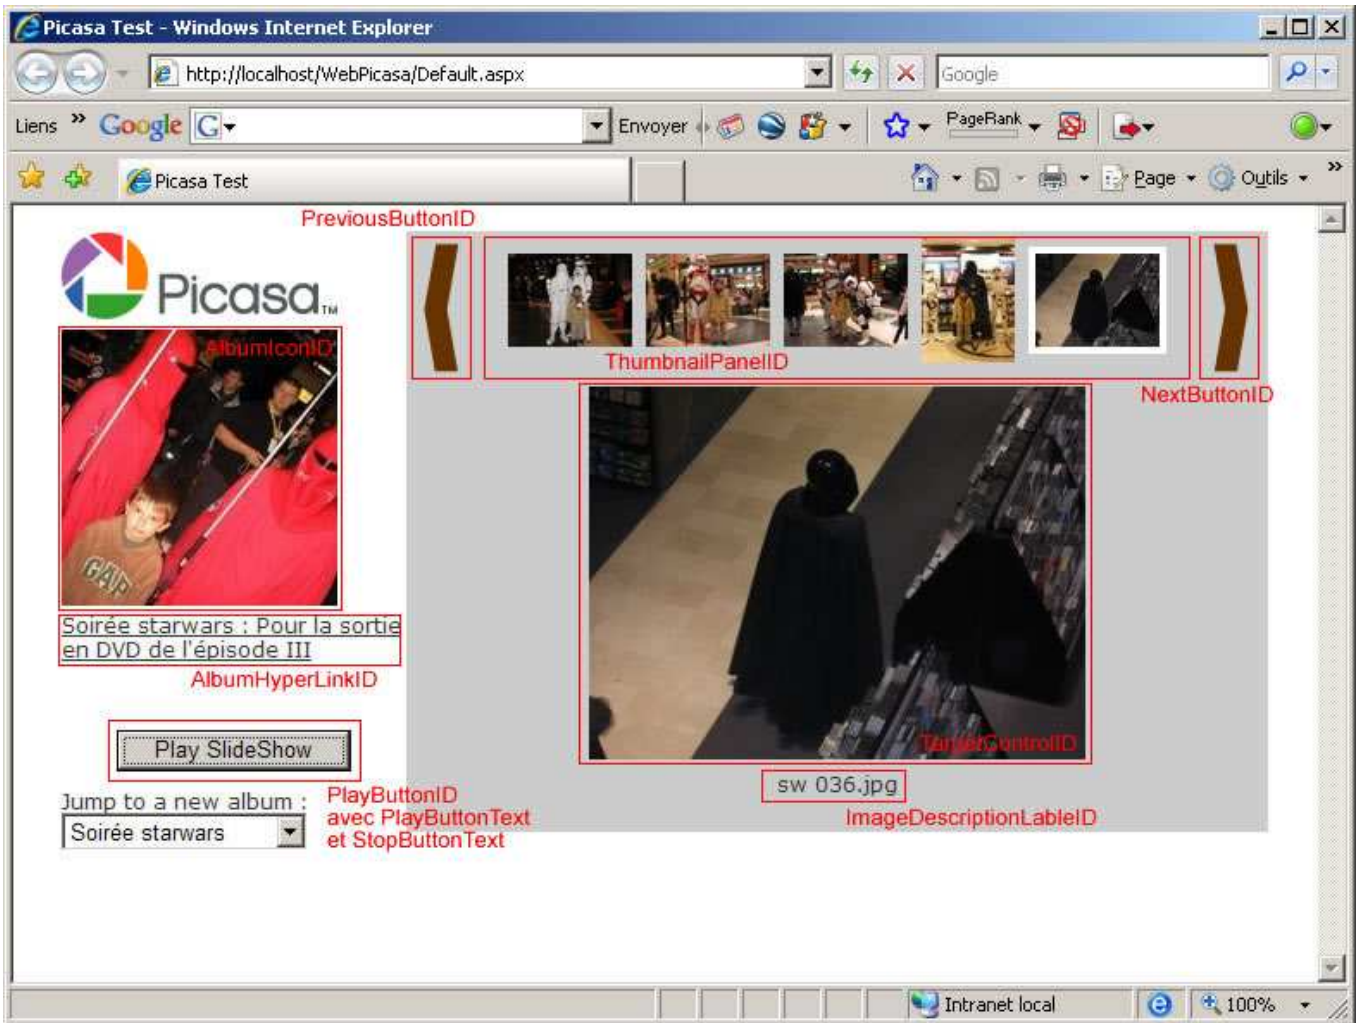 Picasa Test - Windows Internet Explorer
http://localhost/WebPicasa/Default.aspx
Google
Liens » Google G
Envoyer
PageRank
Picasa Test
Page
Outils »
PreviousButtonID
Picasa™
AlbumIconID
ThumbnailPanelID
NextButtonID
GAP
Soirée starwars : Pour la sortie
en DVD de l'épisode III
AlbumHyperLinkID
TargetControlID
Play SlideShow
sw 036.jpg
PlayButtonID
avec PlayButtonText
et StopButtonText
ImageDescriptionLableID
Jump to a new album :
Soirée starwars
Intranet local
100%